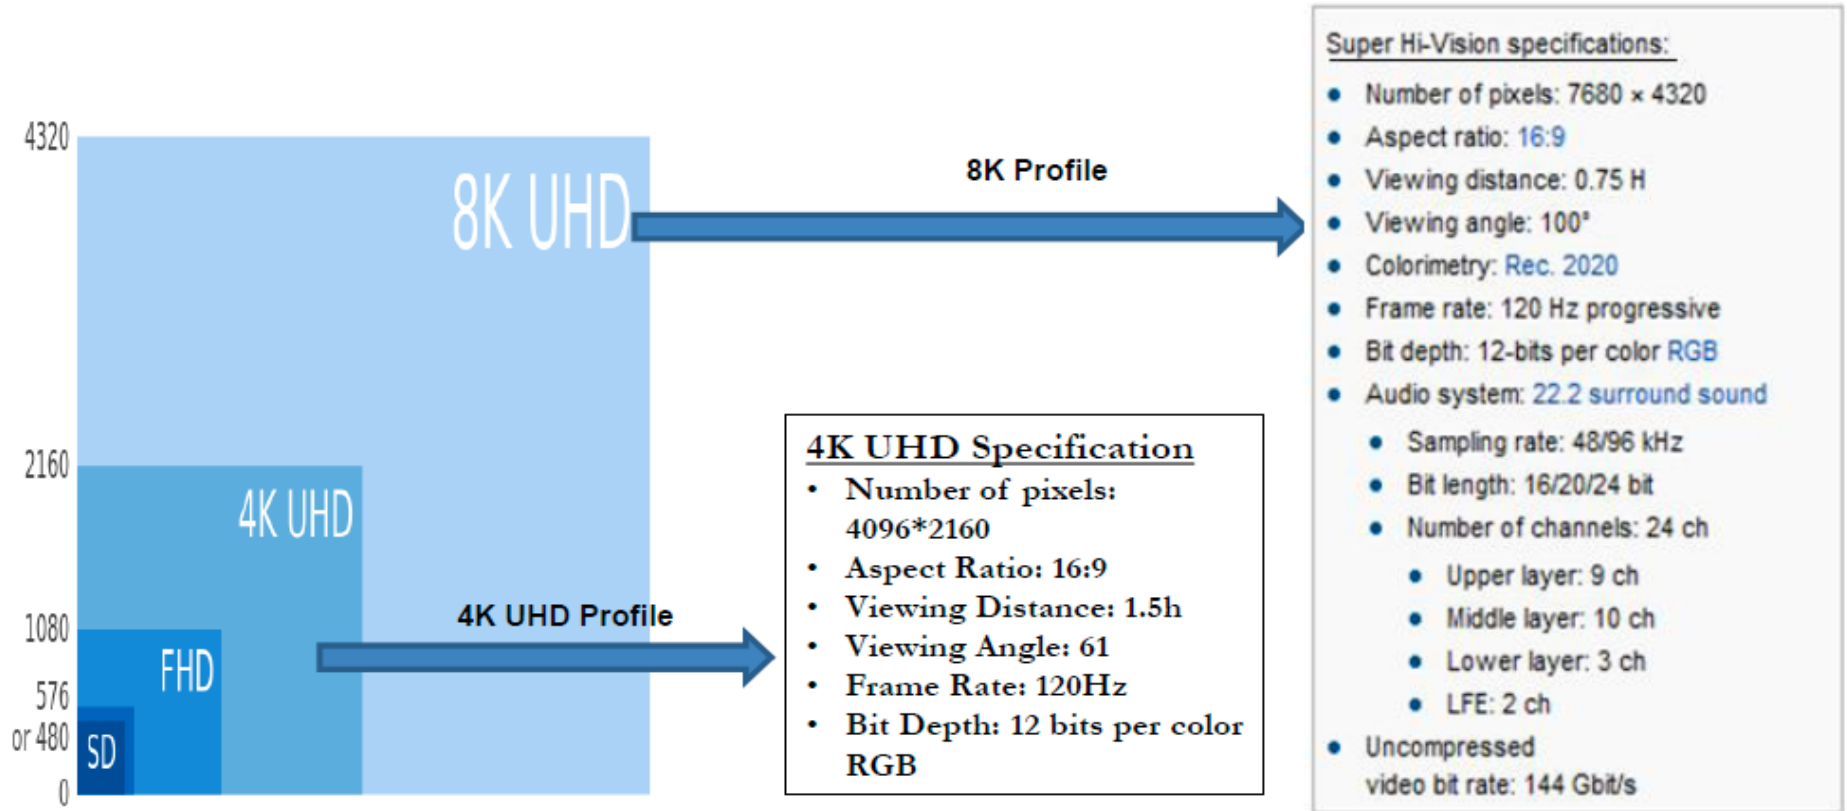 4320
2160
1080
576
or 480
0
8K UHD
4K UHD
FHD
SD
8K Profile
4K UHD Profile
4K UHD Specification
• Number of pixels:
4096*2160
• Aspect Ratio: 16:9
• Viewing Distance: 1.5h
• Viewing Angle: 61
• Frame Rate: 120Hz
• Bit Depth: 12 bits per color
RGB
Super Hi-Vision specifications:
• Number of pixels: 7680 × 4320
• Aspect ratio: 16:9
• Viewing distance: 0.75 H
• Viewing angle: 100°
• Colorimetry: Rec. 2020
• Frame rate: 120 Hz progressive
• Bit depth: 12-bits per color RGB
• Audio system: 22.2 surround sound
• Sampling rate: 48/96 kHz
• Bit length: 16/20/24 bit
• Number of channels: 24 ch
• Upper layer: 9 ch
• Middle layer: 10 ch
• Lower layer: 3 ch
• LFE: 2 ch
• Uncompressed
video bit rate: 144 Gbit/s